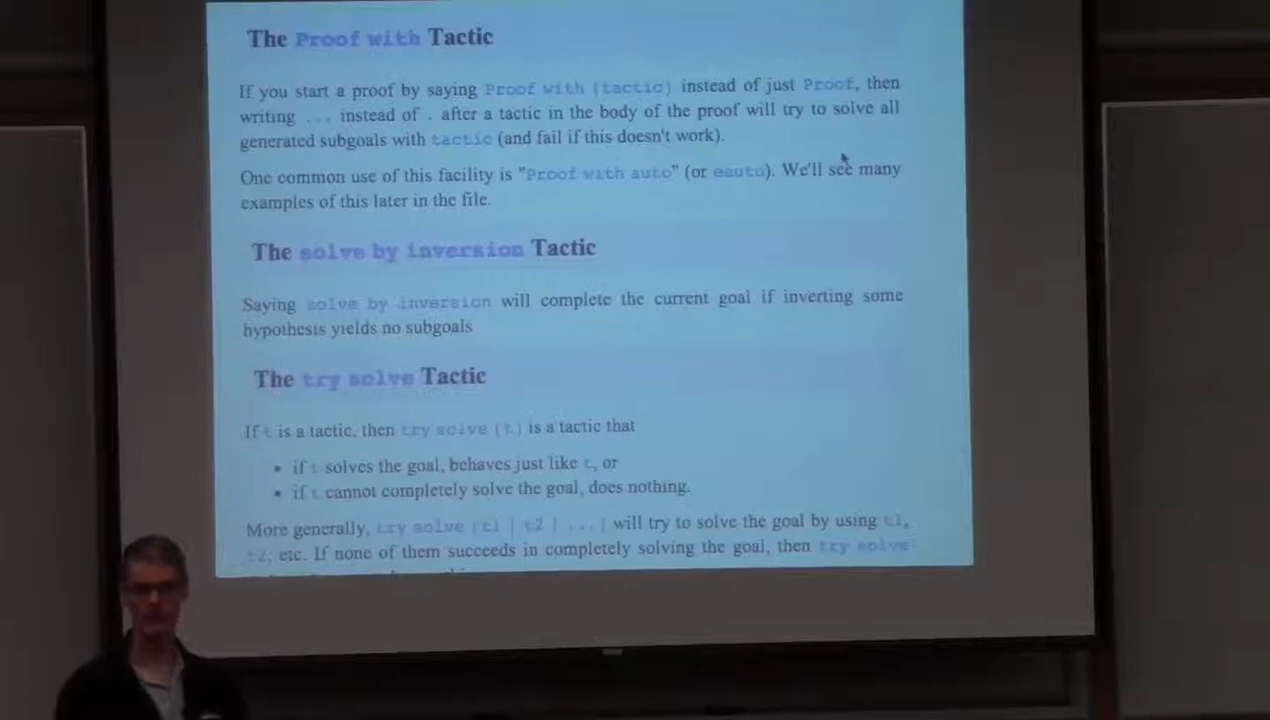 The Proof with Tactic
If you start a proof by saying Proof with (tactic) instead of just Proof, then
writing ... instead of . after a tactic in the body of the proof will try to solve all
generated subgoals with tactic (and fail if this doesn't work).
One common use of this facility is "Proof with auto" (or eauto). We'll see many
examples of this later in the file.
The solve by inversion Tactic
Saying solve by inversion will complete the current goal if inverting some
hypothesis yields no subgoals
The try solve Tactic
If t is a tactic, then try solve [t] is a tactic that
• if t solves the goal, behaves just like t, or
• if t cannot completely solve the goal, does nothing.
More generally, try solve [t1 | t2 | ...] will try to solve the goal by using t1,
t2, etc. If none of them succeeds in completely solving the goal, then try solve